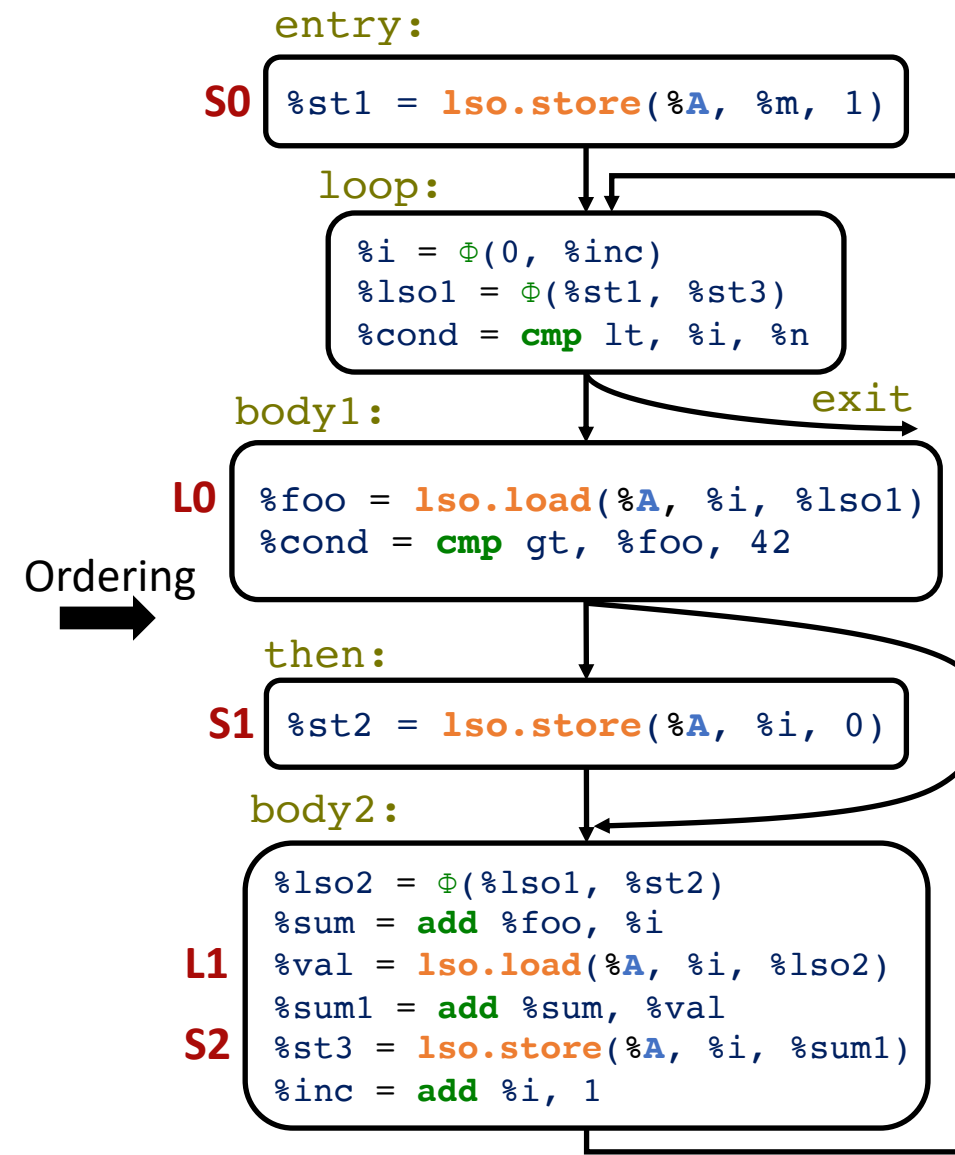 entry:
S0 %st1 = lso.store(%A, %m, 1)
loop:
%i = Φ(0, %inc)
%lso1 = Φ(%st1, %st3)
%cond = cmp lt, %i, %n
exit
body1:
L0 %foo = lso.load(%A, %i, %lso1)
%cond = cmp gt, %foo, 42
Ordering
then:
S1 %st2 = lso.store(%A, %i, 0)
body2:
%lso2 = Φ(%lso1, %st2)
%sum = add %foo, %i
L1 %val = lso.load(%A, %i, %lso2)
%sum1 = add %sum, %val
S2 %st3 = lso.store(%A, %i, %sum1)
%inc = add %i, 1